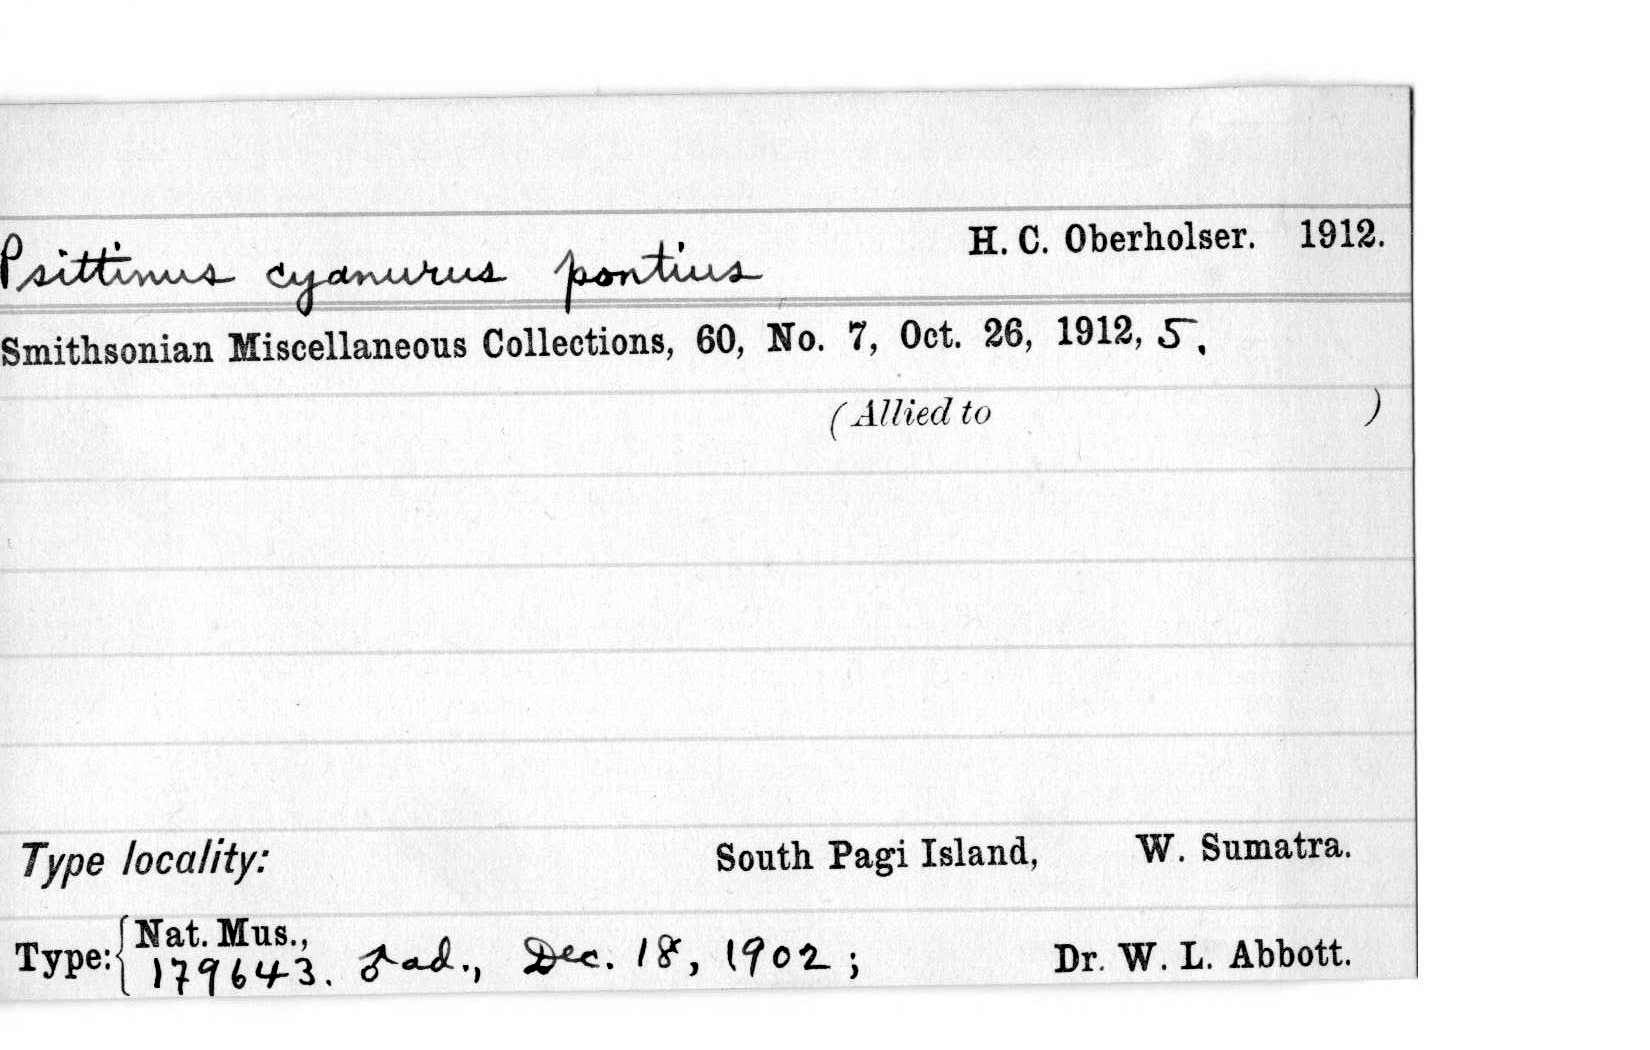 Psittinus cyanurus pontius H. C. Oberholser. 1912.
Smithsonian Miscellaneous Collections, 60, No. 7, Oct. 26, 1912, 5.
(Allied to )
Type locality: South Pagi Island, W. Sumatra.
Type: { Nat. Mus.,
179643. ♂ ad., Dec. 18, 1902; Dr. W. L. Abbott.